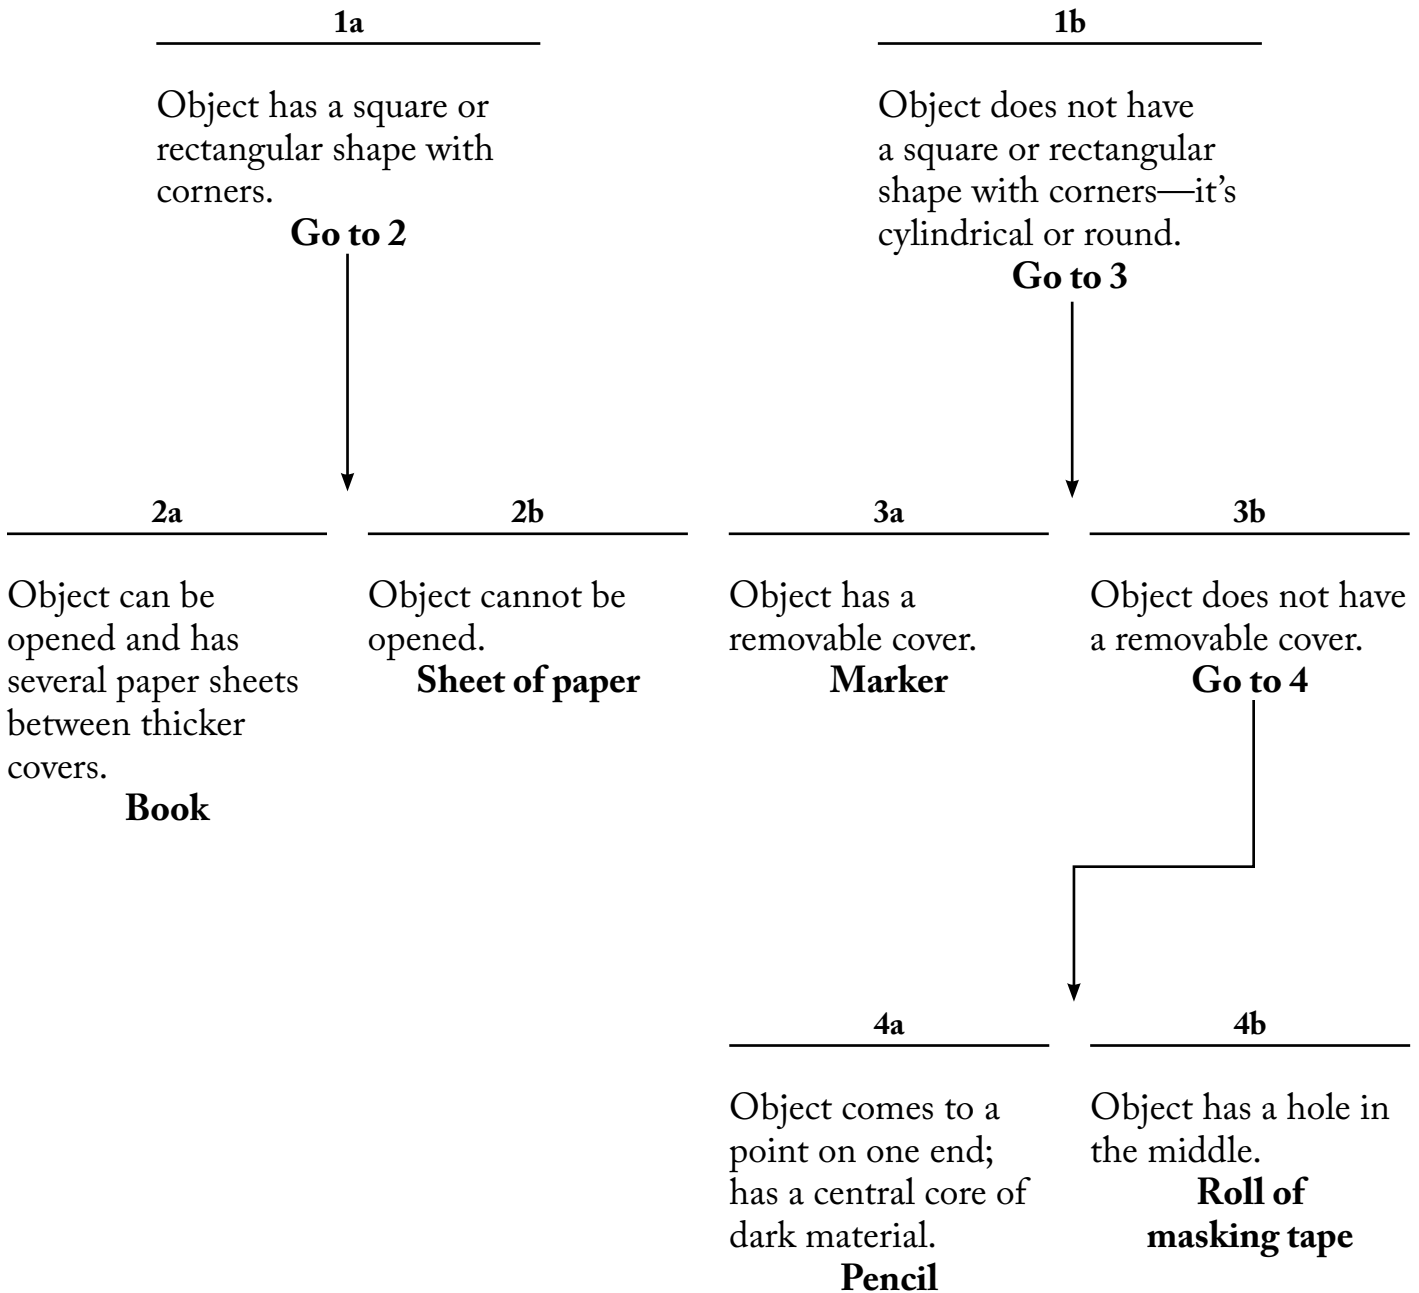 1a
Object has a square or
rectangular shape with
corners.
Go to 2
1b
Object does not have
a square or rectangular
shape with corners—it’s
cylindrical or round.
Go to 3
2a
Object can be
opened and has
several paper sheets
between thicker
covers.
Book
2b
Object cannot be
opened.
Sheet of paper
3a
Object has a
removable cover.
Marker
3b
Object does not have
a removable cover.
Go to 4
4a
Object comes to a
point on one end;
has a central core of
dark material.
Pencil
4b
Object has a hole in
the middle.
Roll of
masking tape